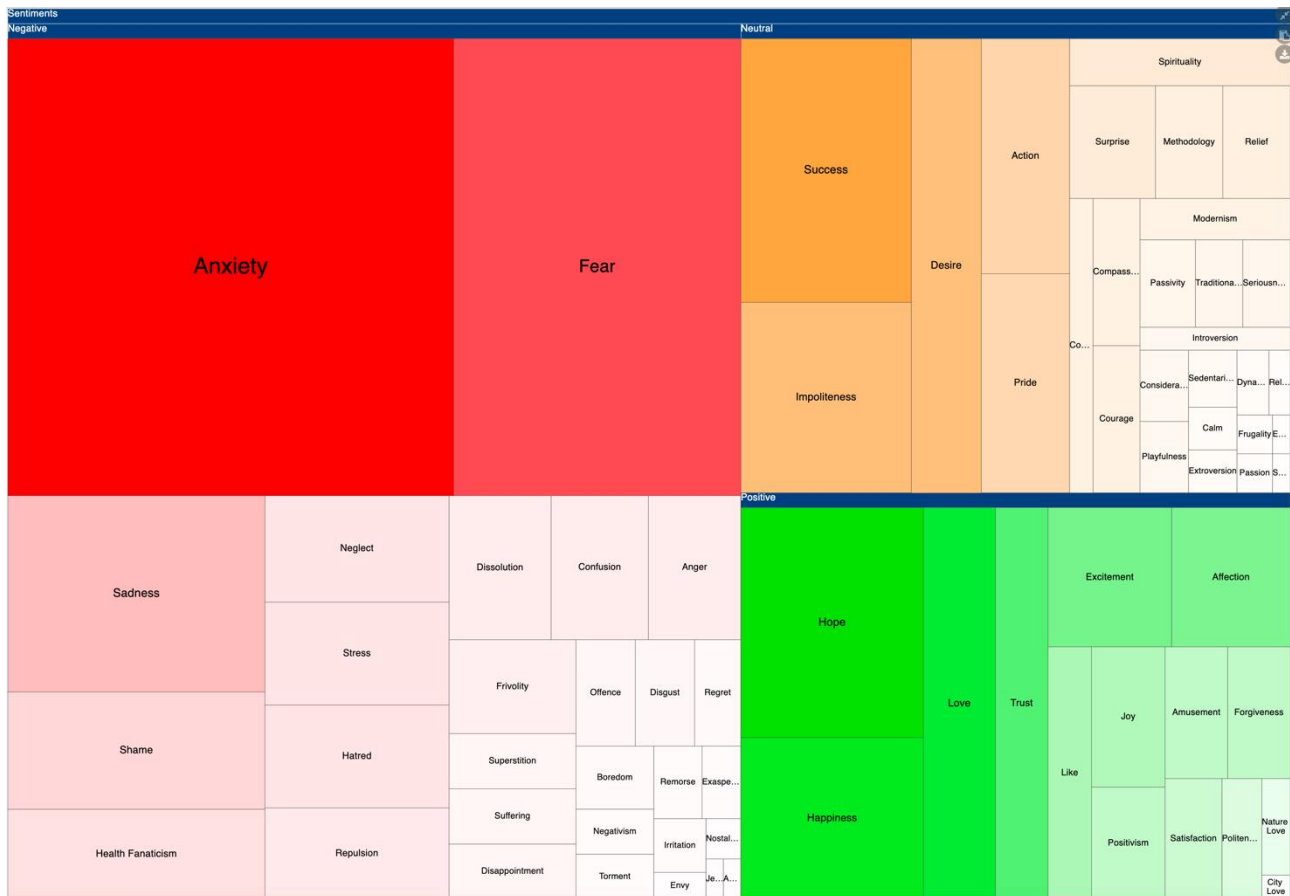 Sentiments
Negative
Anxiety
Fear
Sadness
Shame
Health Fanaticism
Neglect
Stress
Hatred
Repulsion
Dissolution
Confusion
Anger
Frivolity
Superstition
Suffering
Disappointment
Offence
Disgust
Regret
Boredom
Negativism
Torment
Remorse
Exaspe...
Irritation
Envy
Nostal...
Je...
A...
Neutral
Success
Impoliteness
Desire
Action
Pride
Spirituality
Surprise
Methodology
Relief
Co...
Compass...
Courage
Modernism
Passivity
Traditiona...
Seriousn...
Introversion
Considera...
Playfulness
Sedentari...
Calm
Extroversion
Dyna...
Rel...
Frugality
E...
Passion
S...
Positive
Hope
Happiness
Love
Trust
Excitement
Affection
Like
Joy
Positivism
Amusement
Forgiveness
Satisfaction
Politen...
Nature
Love
City
Love